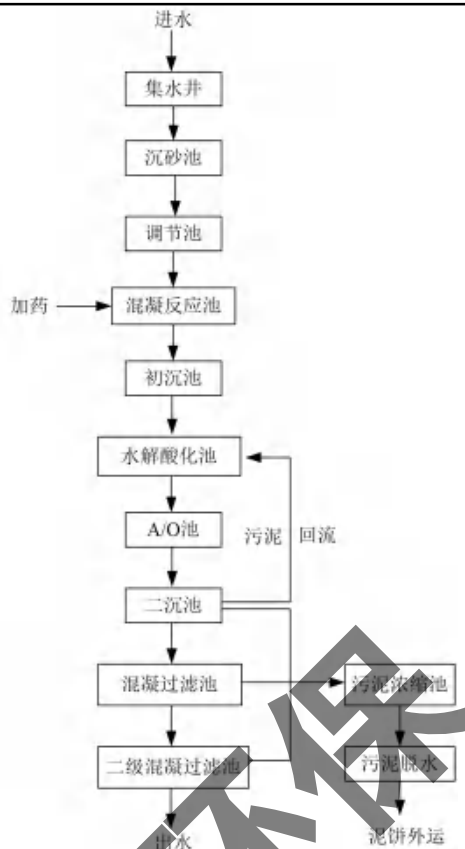 进水
集水井
沉砂池
调节池
加药
混凝反应池
初沉池
水解酸化池
A/O池
污泥
回流
二沉池
混凝过滤池
污泥浓缩池
二级混凝过滤池
污泥脱水
出水
泥饼外运
环保